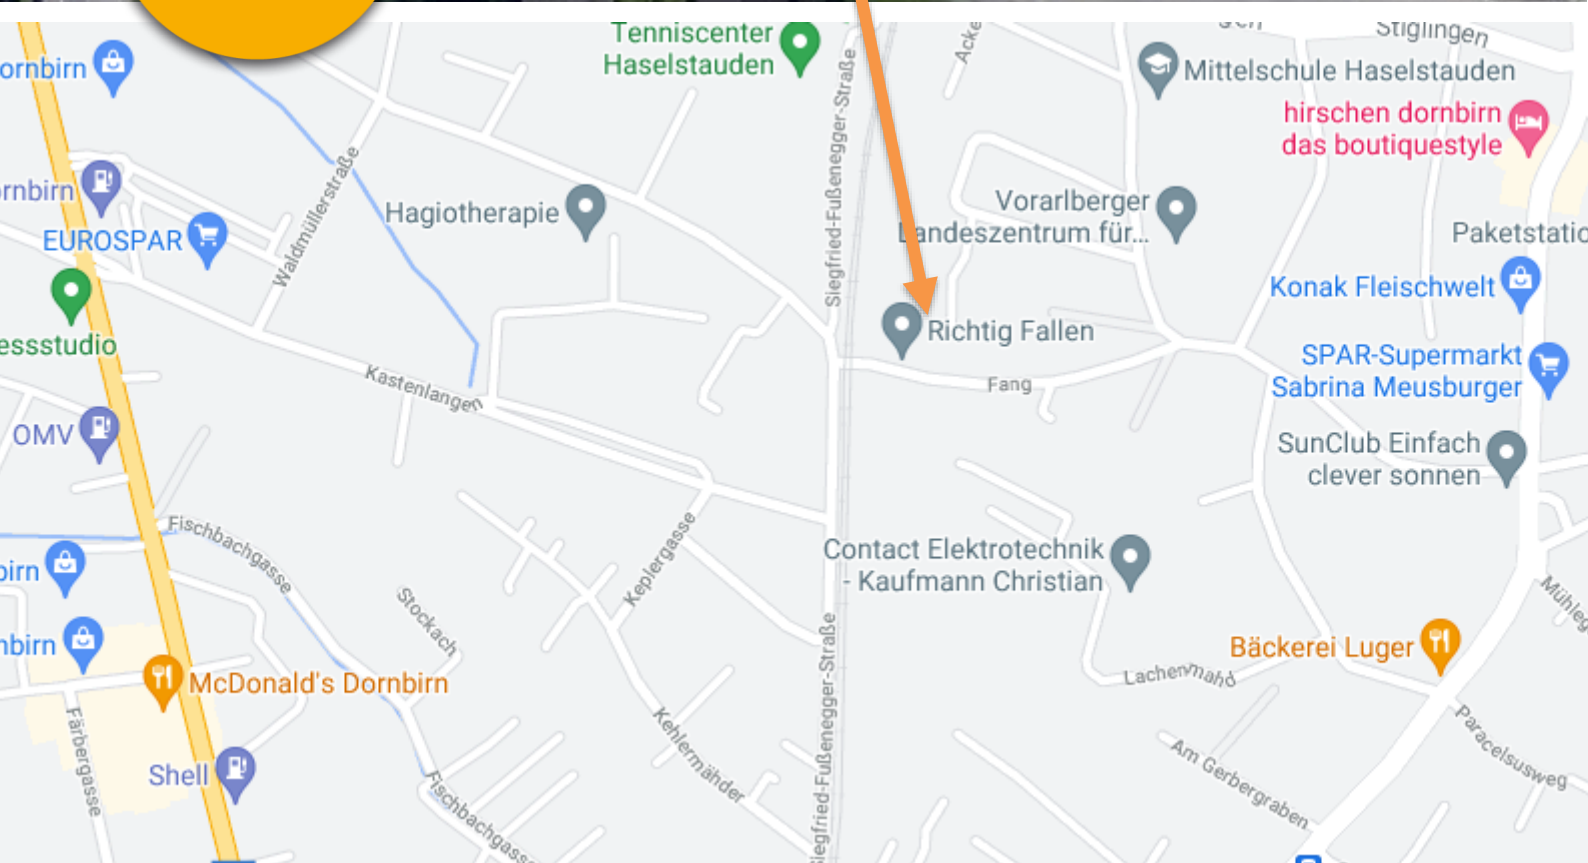 Tenniscenter
Haselstauden
Stiglingen
ornbirn
Mittelschule Haselstauden
hirschen dornbirn
das boutiquestyle
Siegfried-Fußenegger-Straße
Acke
Waldmüllerstraße
rnbirn
Hagiotherapie
Vorarlberger
Landeszentrum für...
EUROSPAR
Paketstatio
Konak Fleischwelt
Richtig Fallen
essstudio
SPAR-Supermarkt
Sabrina Meusburger
Kastenlangen
Fang
OMV
SunClub Einfach
clever sonnen
Fischbachgasse
Keplergasse
Contact Elektrotechnik
- Kaufmann Christian
birn
Stockach
Mühleg
nbirn
Bäckerei Luger
McDonald's Dornbirn
Lachenmahd
Siegfried-Fußenegger-Straße
Färbergasse
Kehlermähder
Paracelsusweg
Shell
Am Gerbergraben
Fischbachgasse